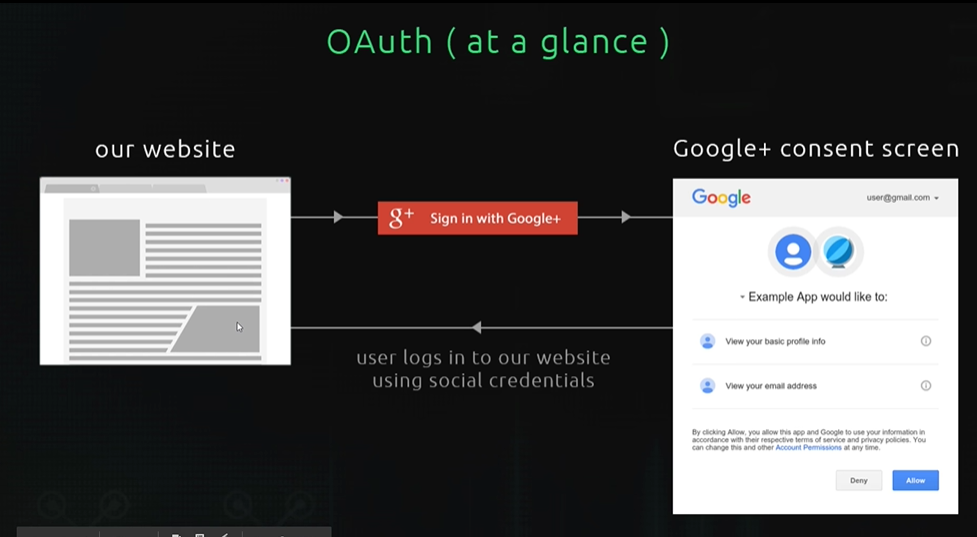 OAuth ( at a glance )
our website
Google+ consent screen
g+ Sign in with Google+
Google
user@gmail.com
Example App would like to:
View your basic profile info
View your email address
user logs in to our website
using social credentials
By clicking Allow, you allow this app and Google to use your information in
accordance with their respective terms of service and privacy policies. You
can change this and other Account Permissions at any time.
Deny
Allow